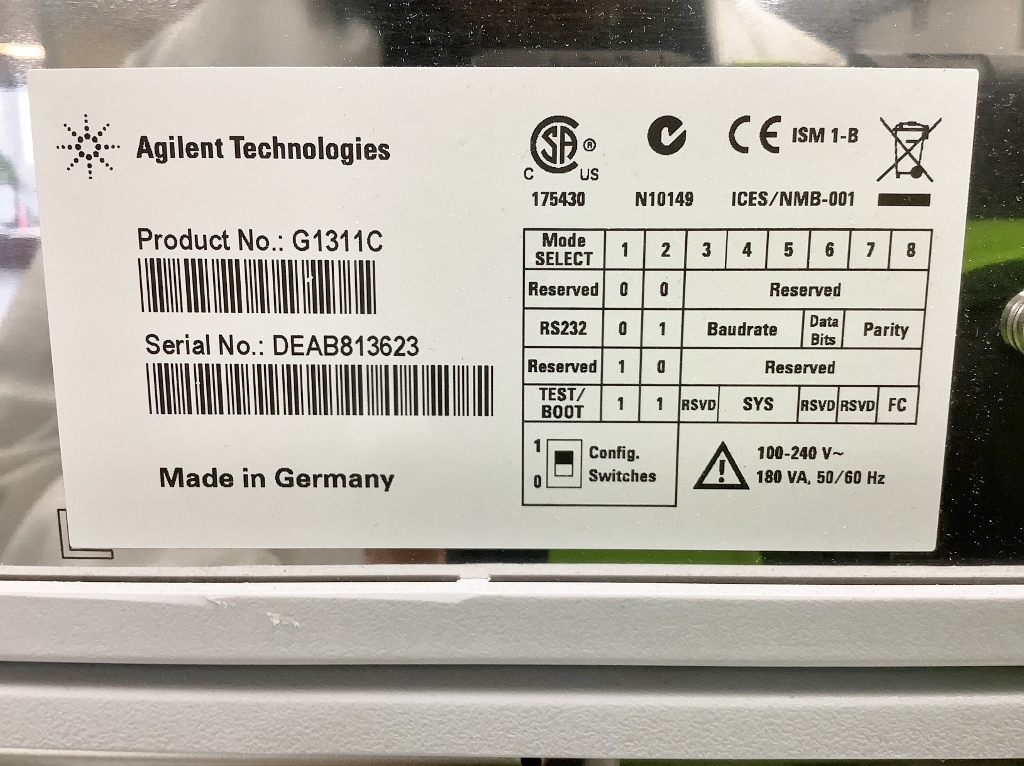 Agilent Technologies
Product No.: G1311C
Serial No.: DEAB813623
Made in Germany
CSA ®
C US
175430
N10149
CE ISM 1-B
ICES/NMB-001
Mode SELECT 1 2 3 4 5 6 7 8
Reserved 0 0 Reserved
RS232 0 1 Baudrate Data Bits Parity
Reserved 1 0 Reserved
TEST/BOOT 1 1 RSVD SYS RSVD RSVD FC
1 Config.
0 Switches
100-240 V~
180 VA, 50/60 Hz